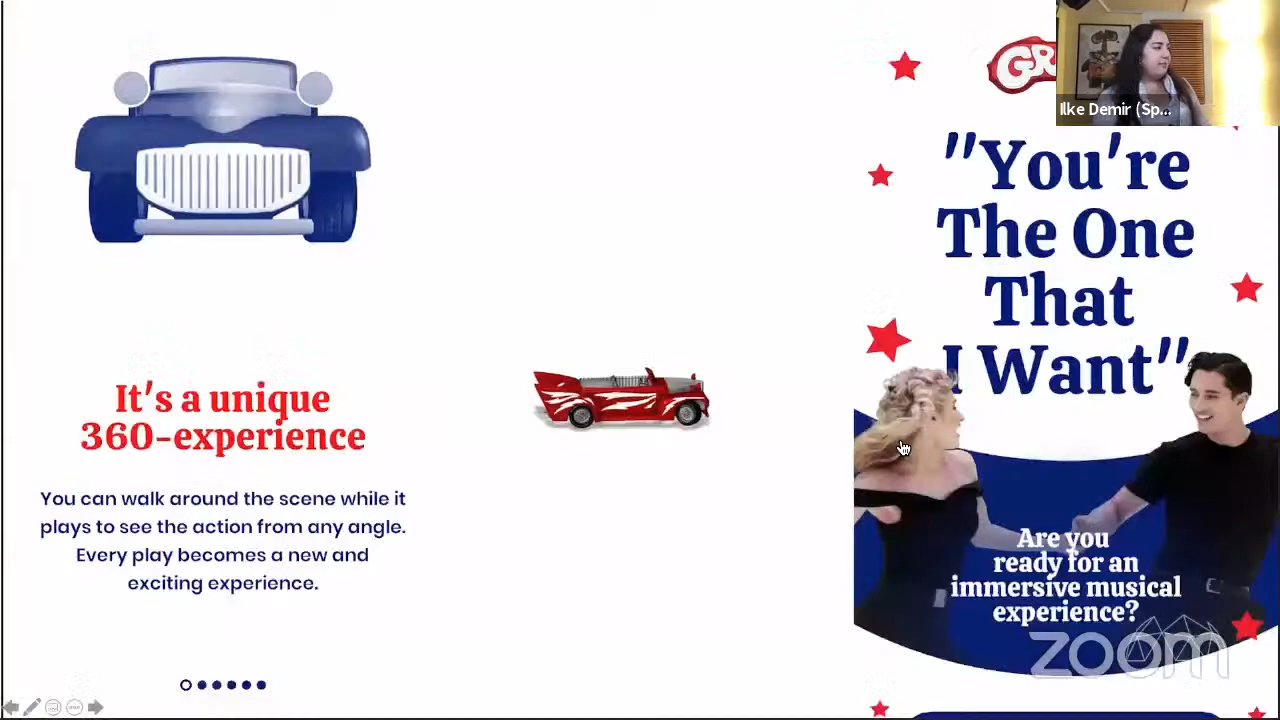 It's a unique
360-experience
You can walk around the scene while it
plays to see the action from any angle.
Every play becomes a new and
exciting experience.
GR
Ilke Demir (Sp...
"You're
The One
That
I Want"
Are you
ready for an
immersive musical
experience?
zoom